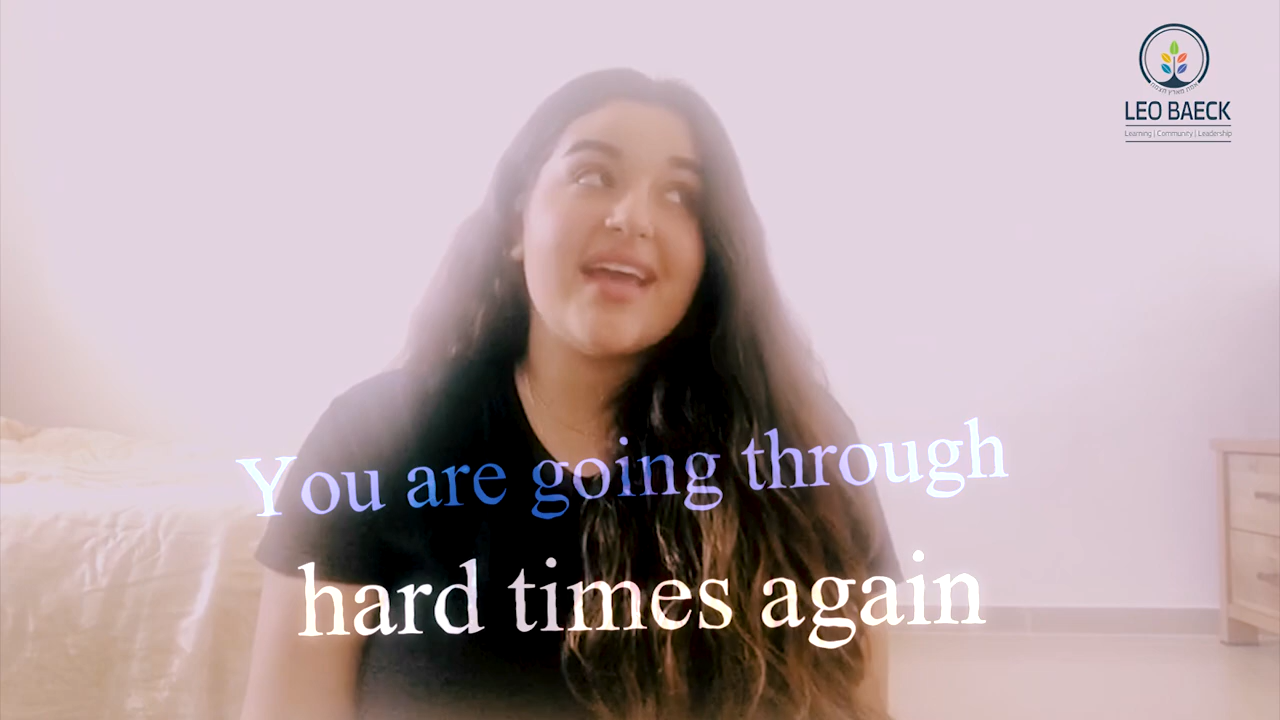 LEO BAECK
Learning | Community | Leadership
You are going through
hard times again